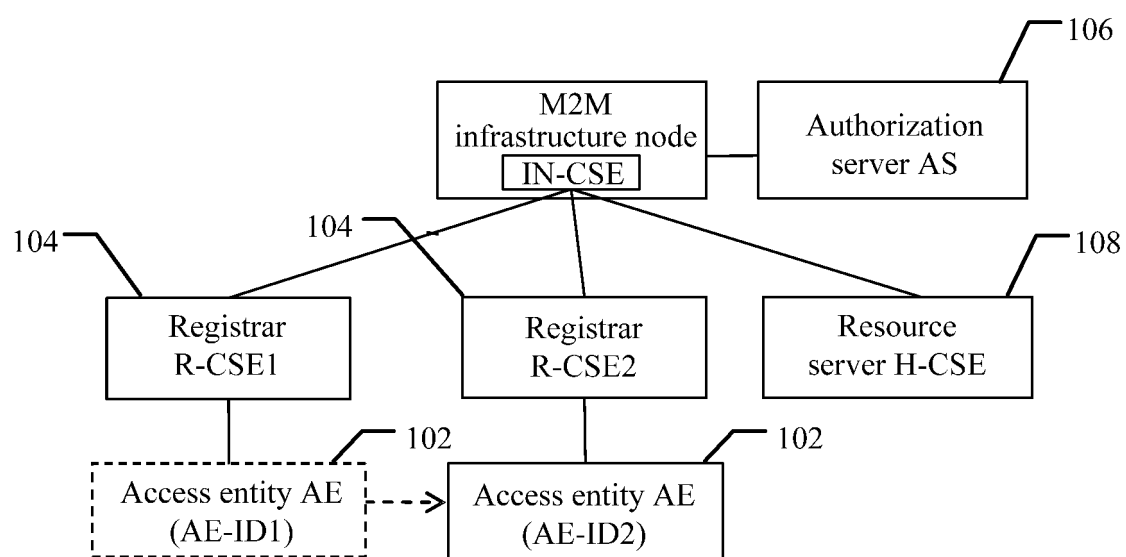 106
M2M
infrastructure node
IN-CSE
Authorization
server AS
104
104
108
Registrar
R-CSE1
Registrar
R-CSE2
Resource
server H-CSE
102
102
Access entity AE
(AE-ID1)
Access entity AE
(AE-ID2)